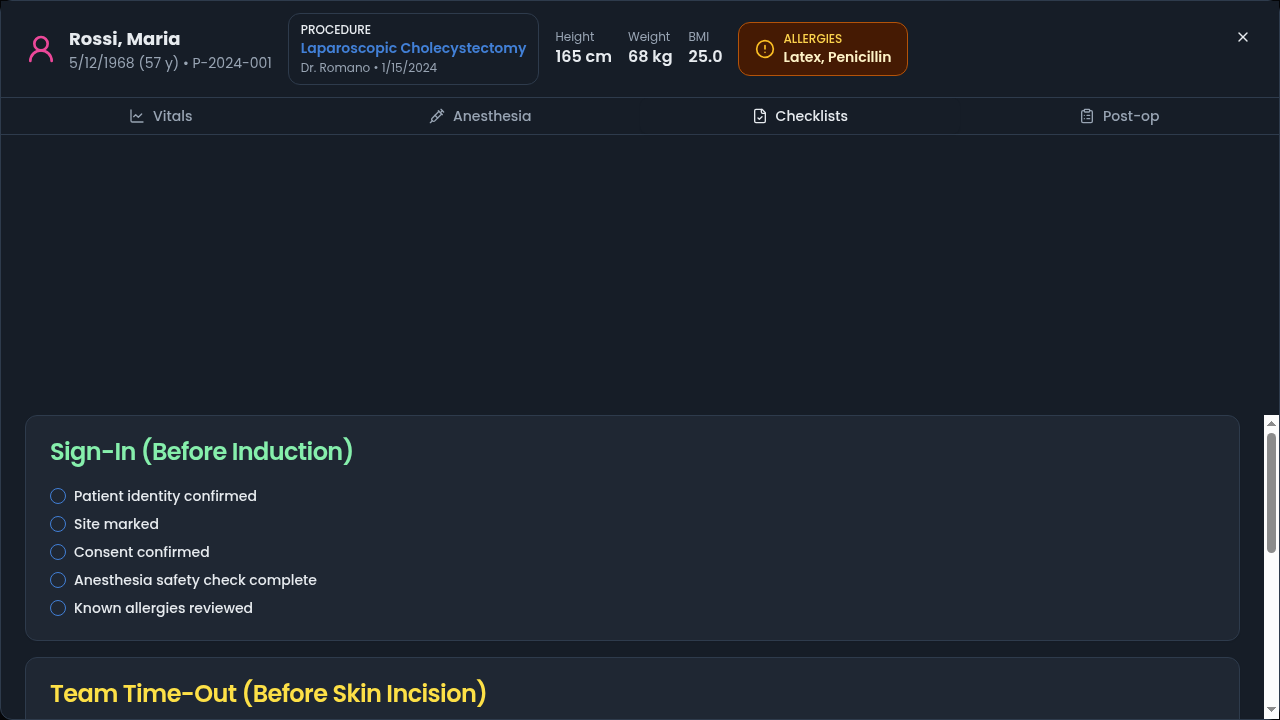 Rossi, Maria
5/12/1968 (57 y) • P-2024-001
PROCEDURE
Laparoscopic Cholecystectomy
Dr. Romano • 1/15/2024
Height
165 cm
Weight
68 kg
BMI
25.0
ALLERGIES
Latex, Penicillin
Vitals
Anesthesia
Checklists
Post-op
Sign-In (Before Induction)
Patient identity confirmed
Site marked
Consent confirmed
Anesthesia safety check complete
Known allergies reviewed
Team Time-Out (Before Skin Incision)